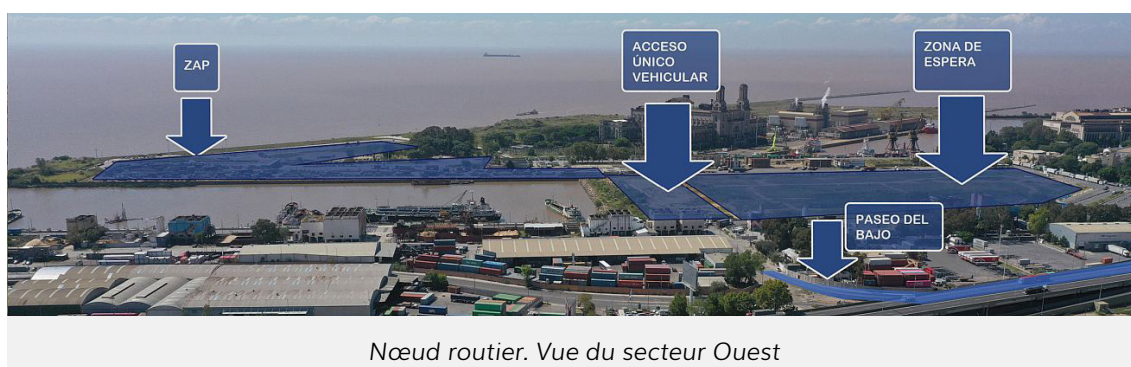 ZAP
ACCESO
ÚNICO
VEHICULAR
ZONA DE
ESPERA
PASEO DEL
BAJO
Nœud routier. Vue du secteur Ouest